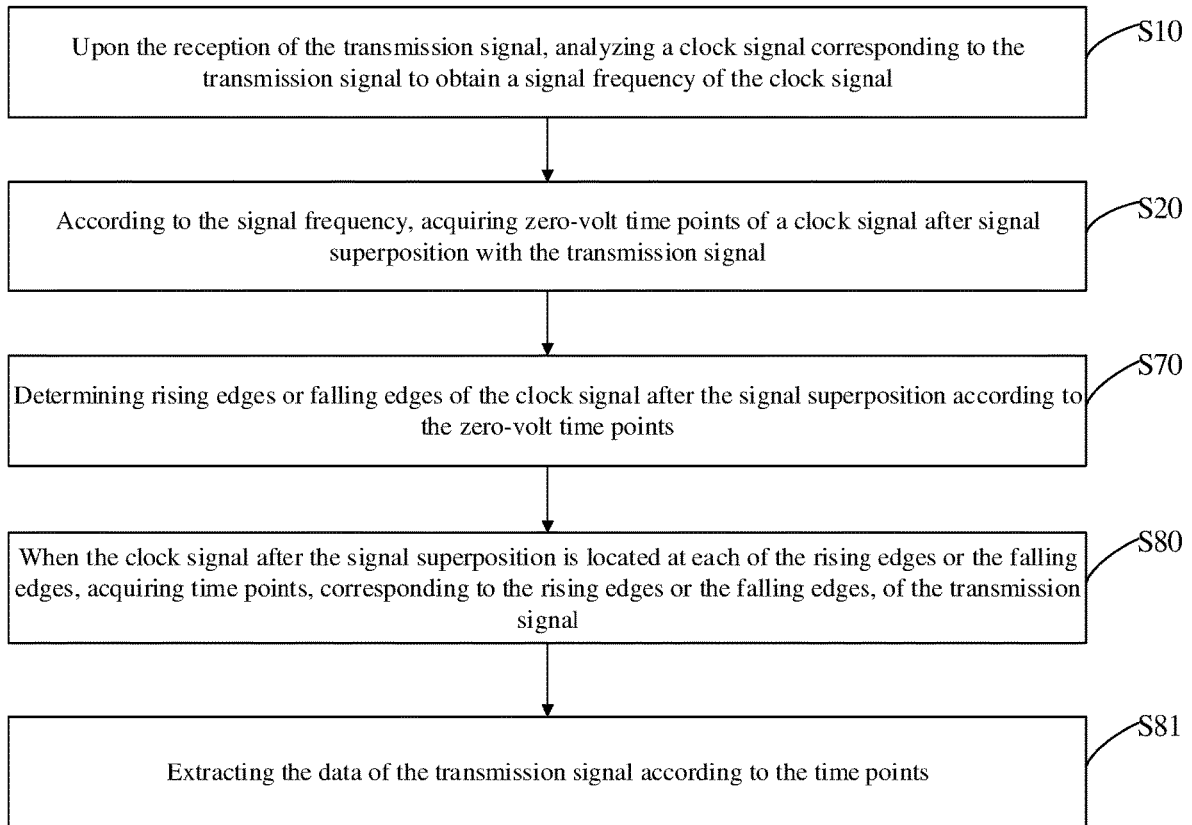 Upon the reception of the transmission signal, analyzing a clock signal corresponding to the
transmission signal to obtain a signal frequency of the clock signal
S10
According to the signal frequency, acquiring zero-volt time points of a clock signal after signal
superposition with the transmission signal
S20
Determining rising edges or falling edges of the clock signal after the signal superposition according to
the zero-volt time points
S70
When the clock signal after the signal superposition is located at each of the rising edges or the falling
edges, acquiring time points, corresponding to the rising edges or the falling edges, of the transmission
signal
S80
Extracting the data of the transmission signal according to the time points
S81